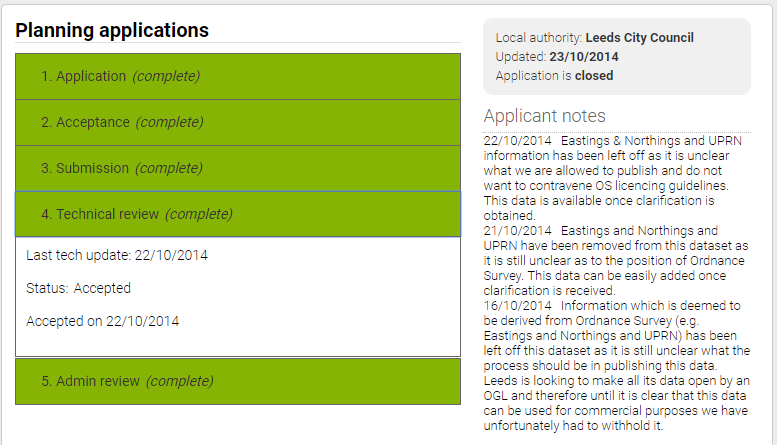 Planning applications
1. Application (complete)
2. Acceptance (complete)
3. Submission (complete)
4. Technical review (complete)
Last tech update: 22/10/2014
Status: Accepted
Accepted on 22/10/2014
5. Admin review (complete)
Local authority: Leeds City Council
Updated: 23/10/2014
Application is closed
Applicant notes
22/10/2014 Eastings & Northings and UPRN
information has been left off as it is unclear
what we are allowed to publish and do not
want to contravene OS licencing guidelines.
This data is available once clarification is
obtained.
21/10/2014 Eastings and Northings and
UPRN have been removed from this dataset as
it is still unclear as to the position of Ordnance
Survey. This data can be easily added once
clarification is received.
16/10/2014 Information which is deemed to
be derived from Ordnance Survey (e.g.
Eastings and Northings and UPRN) has been
left off this dataset as it is still unclear what the
process should be in publishing this data.
Leeds is looking to make all its data open by an
OGL and therefore until it is clear that this data
can be used for commercial purposes we have
unfortunately had to withhold it.